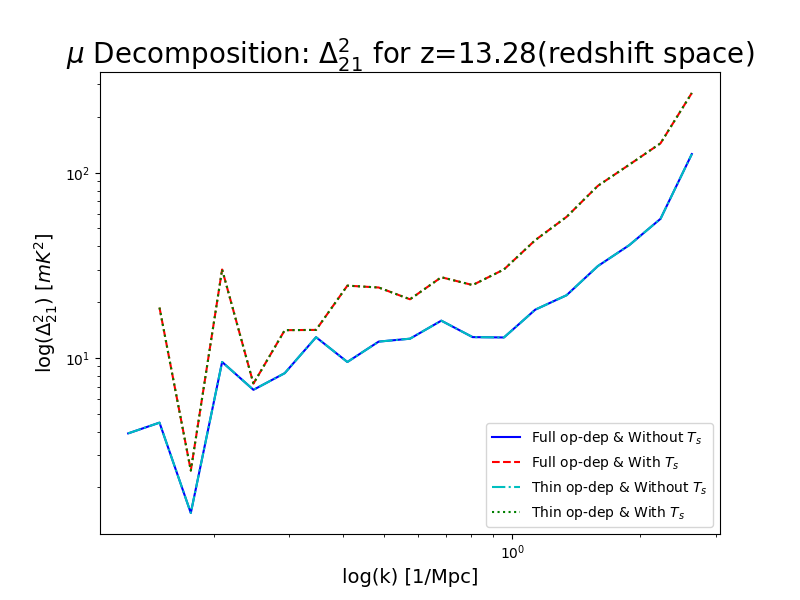 μ Decomposition: Δ²₂₁ for z=13.28(redshift space)
log(Δ²₂₁) [mK²]
10²
10¹
10⁰
log(k) [1/Mpc]
Full op-dep & Without Tₛ
Full op-dep & With Tₛ
Thin op-dep & Without Tₛ
Thin op-dep & With Tₛ